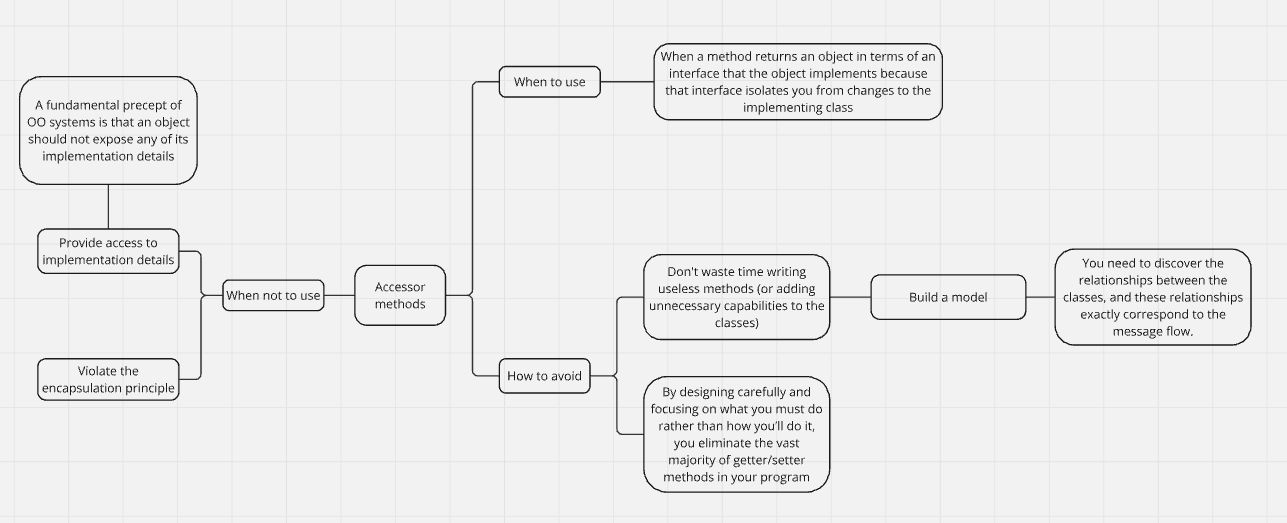 A fundamental precept of
OO systems is that an object
should not expose any of its
implementation details
Provide access to
implementation details
Violate the
encapsulation principle
When not to use
Accessor
methods
When to use
When a method returns an object in terms of an
interface that the object implements because
that interface isolates you from changes to the
implementing class
How to avoid
Don't waste time writing
useless methods (or adding
unnecessary capabilities to the
classes)
Build a model
You need to discover the
relationships between the
classes, and these relationships
exactly correspond to the
message flow.
By designing carefully and
focusing on what you must do
rather than how you'll do it,
you eliminate the vast
majority of getter/setter
methods in your program